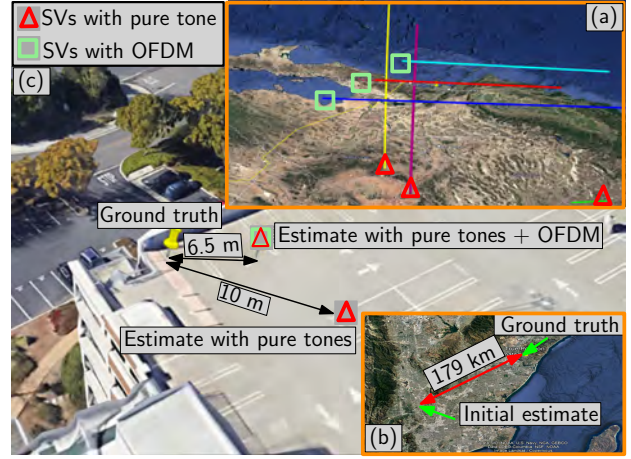 SVs with pure tone
SVs with OFDM
(a)
(c)
Ground truth
6.5 m
Estimate with pure tones + OFDM
10 m
Estimate with pure tones
Ground truth
179 km
Initial estimate
(b)